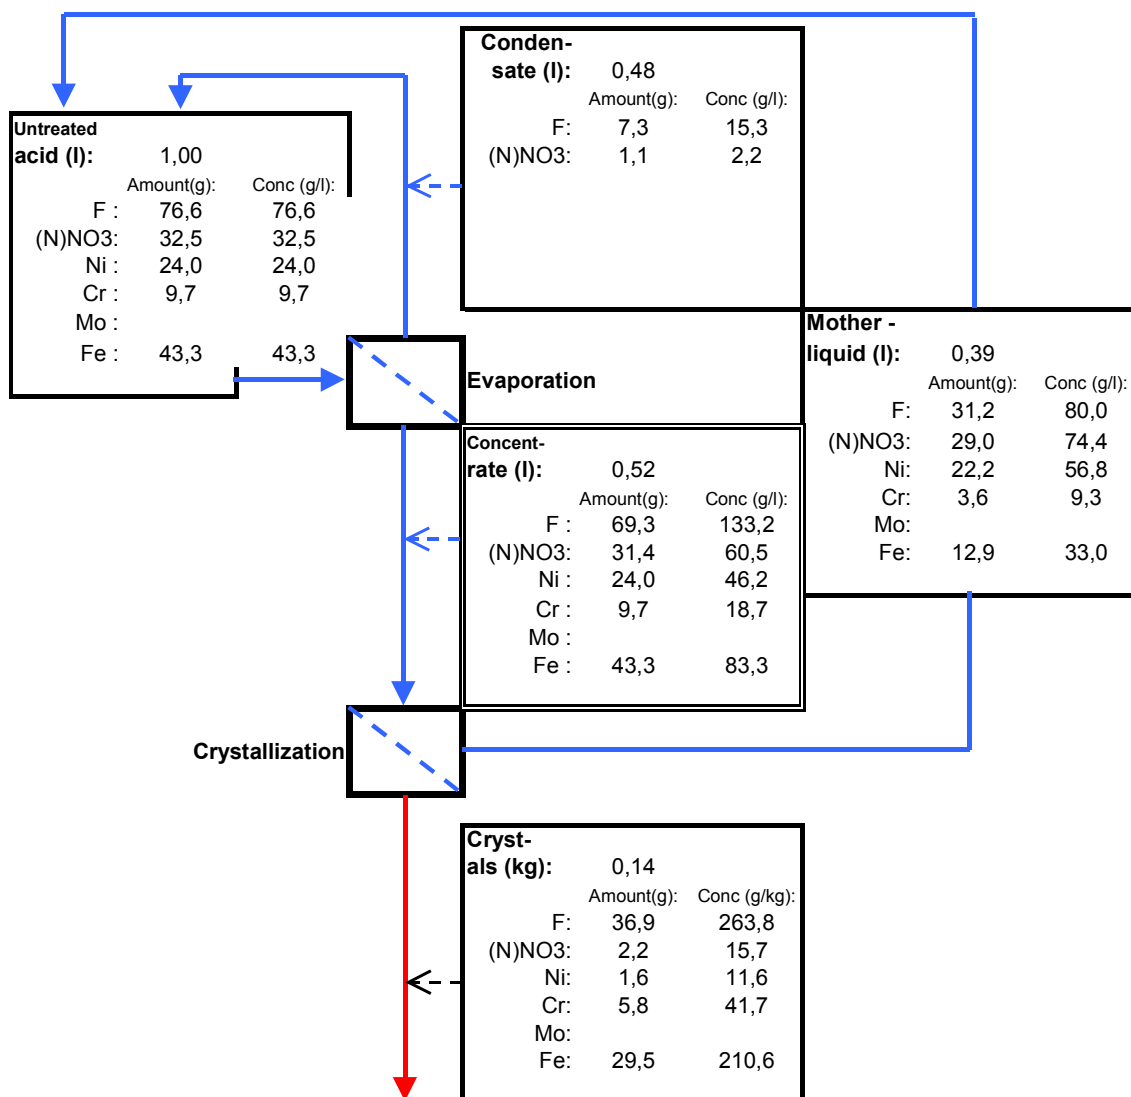 Untreated
acid (l): 1,00
Amount(g): Conc (g/l):
F : 76,6 76,6
(N)NO3: 32,5 32,5
Ni : 24,0 24,0
Cr : 9,7 9,7
Mo :
Fe : 43,3 43,3
Conden-
sate (l): 0,48
Amount(g): Conc (g/l):
F: 7,3 15,3
(N)NO3: 1,1 2,2
Evaporation
Mother -
liquid (l): 0,39
Amount(g): Conc (g/l):
F: 31,2 80,0
(N)NO3: 29,0 74,4
Ni: 22,2 56,8
Cr: 3,6 9,3
Mo:
Fe: 12,9 33,0
Concent-
rate (l): 0,52
Amount(g): Conc (g/l):
F : 69,3 133,2
(N)NO3: 31,4 60,5
Ni : 24,0 46,2
Cr : 9,7 18,7
Mo :
Fe : 43,3 83,3
Crystallization
Cryst-
als (kg): 0,14
Amount(g): Conc (g/kg):
F: 36,9 263,8
(N)NO3: 2,2 15,7
Ni: 1,6 11,6
Cr: 5,8 41,7
Mo:
Fe: 29,5 210,6